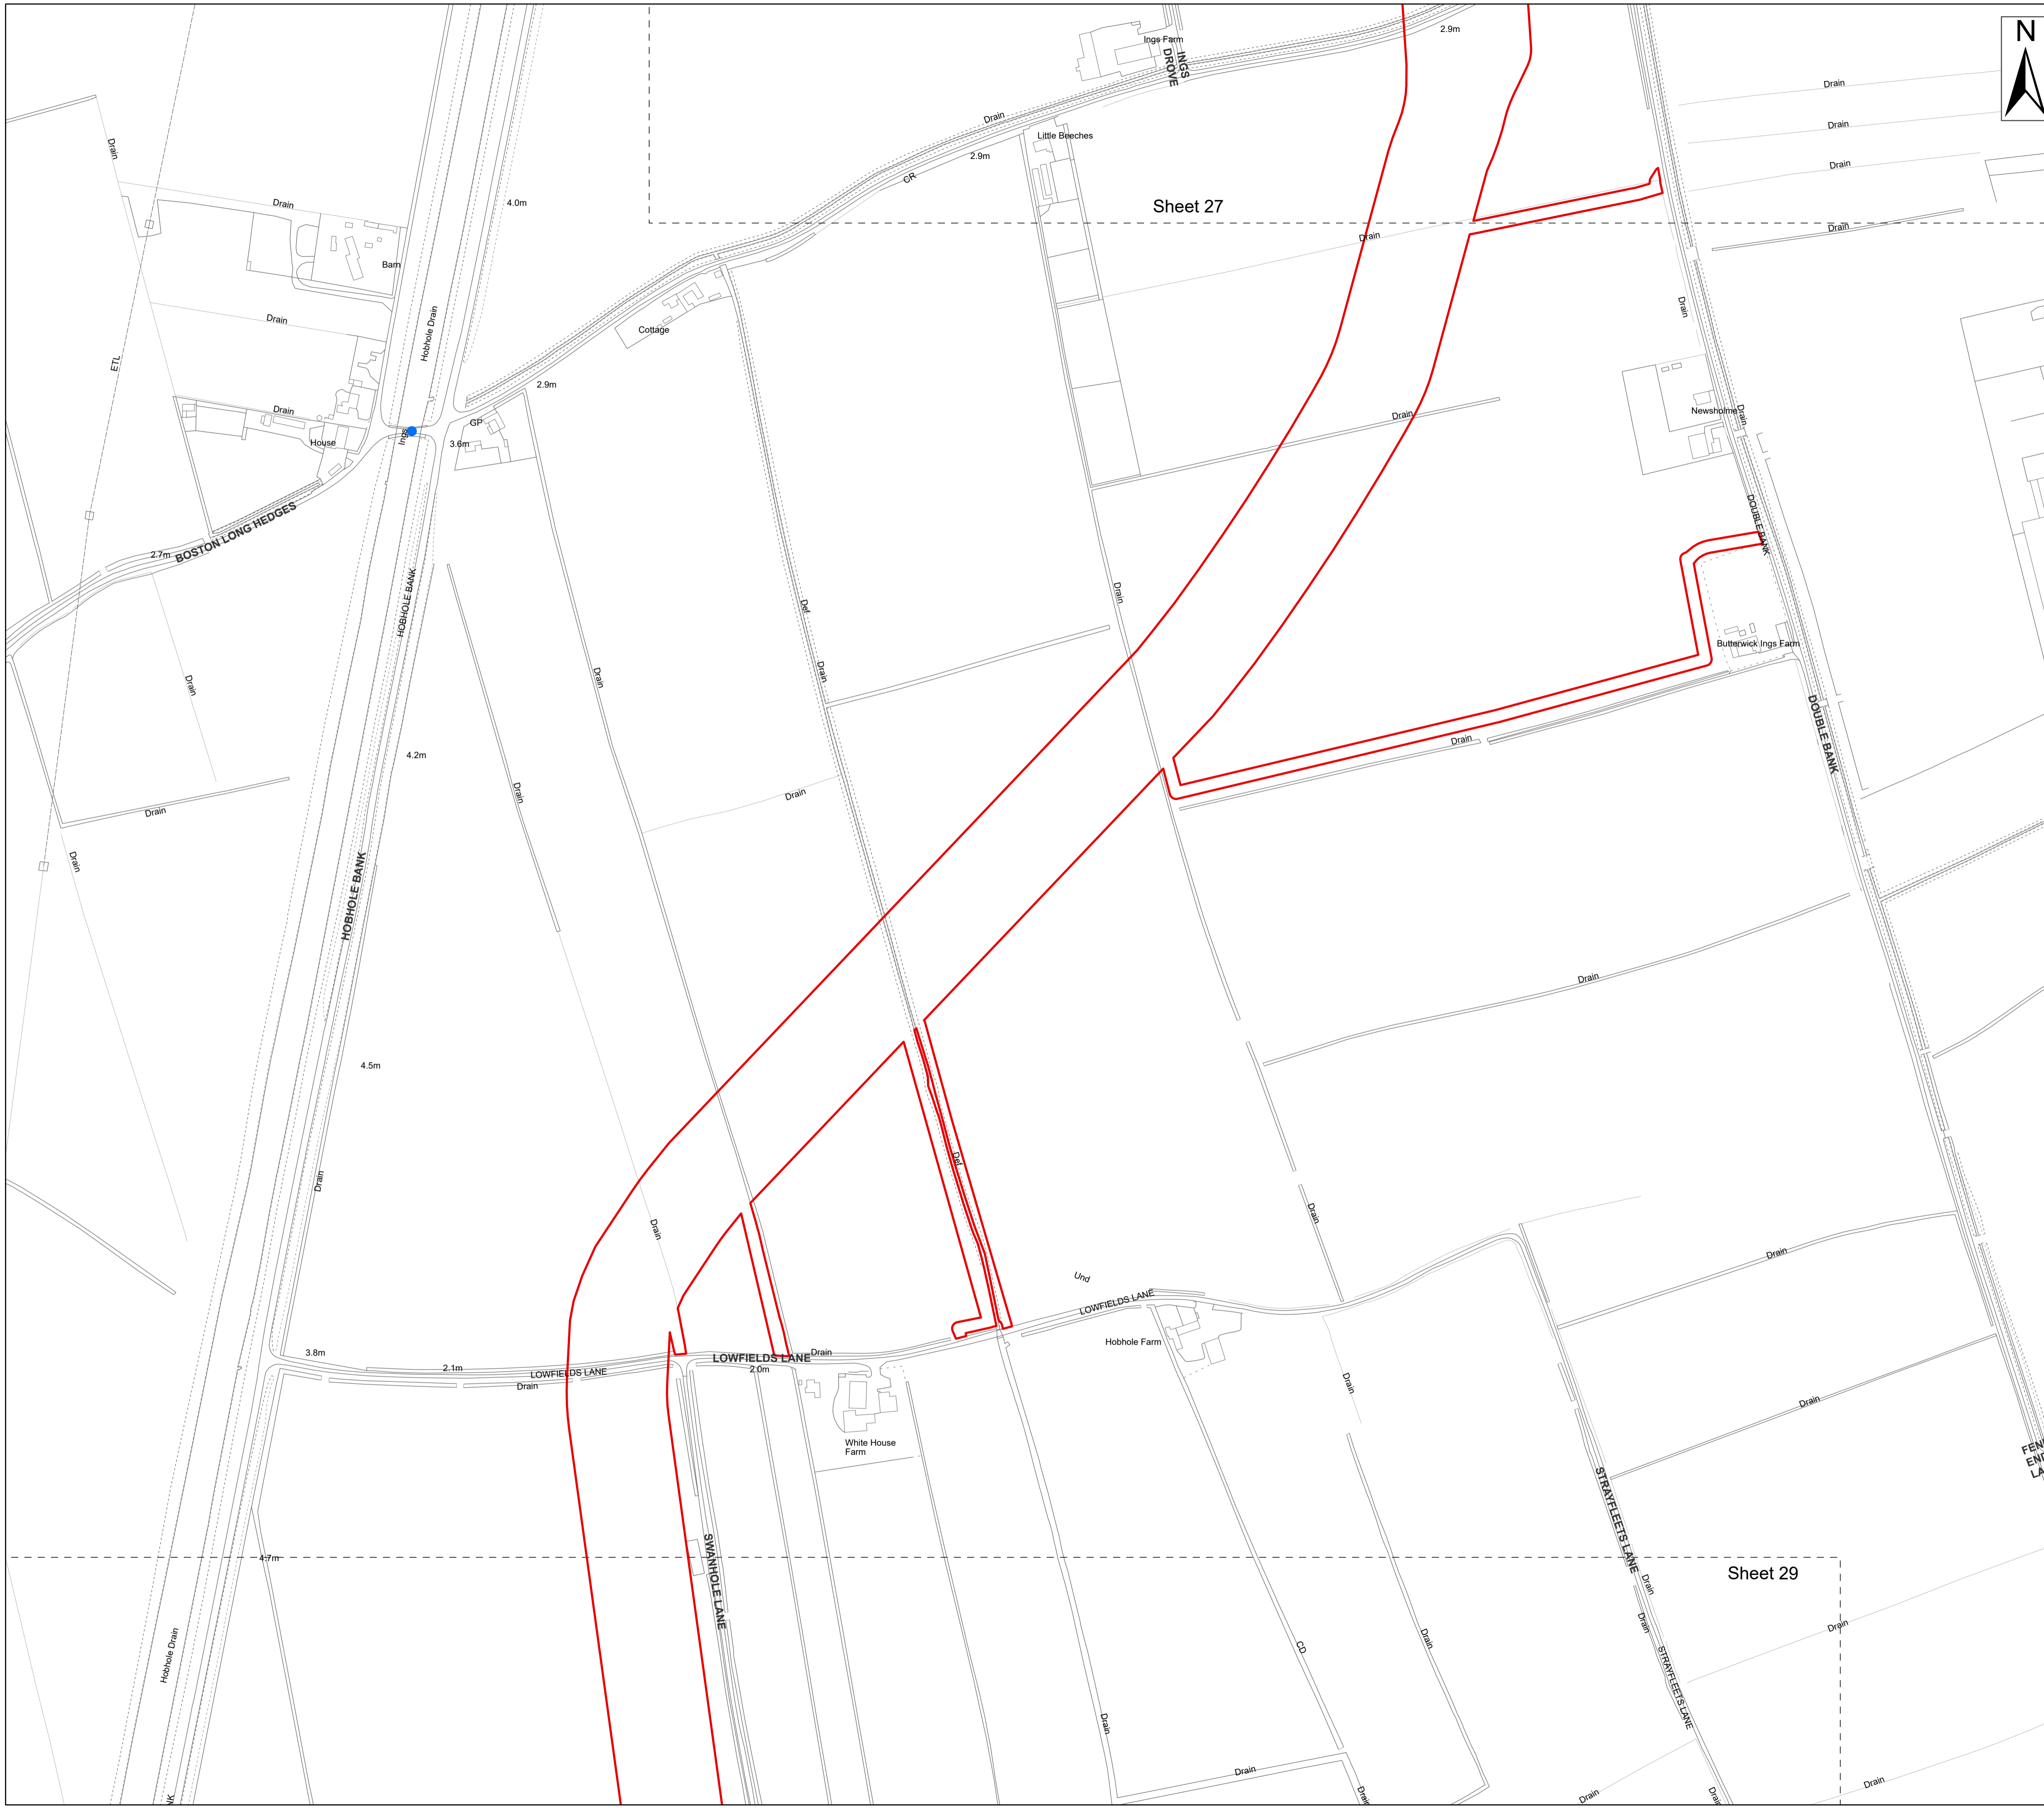 N
2.9m
Ings Farm
INGS
DROVE
Drain
Drain
Drain
Little Beeches
Drain
2.9m
CR
Drain
Drain
4.0m
Drain
Sheet 27
Drain
Drain
Barn
Drain
Drain
Hobhole Drain
Cottage
ETL
2.9m
Drain
Drain
Newsholme
Drain
GP
Ings
House
3.6m
BOSTON LONG HEDGES
DOUBLE BANK
2.7m
HOBHOLE BANK
Def
Drain
Butterwick Ings Farm
Drain
Drain
Drain
DOUBLE BANK
Drain
4.2m
Drain
Drain
Drain
Drain
HOBHOLE BANK
Drain
4.5m
Def
Drain
Drain
Drain
Drain
Und
LOWFIELDS LANE
Hobhole Farm
3.8m
Drain
LOWFIELDS LANE
2.1m
2.0m
LOWFIELDS LANE
Drain
Drain
Drain
White House
Farm
STRAYFLEETS LANE
SWANHOLE LANE
4.7m
Sheet 29
Drain
Drain
Drain
Drain
CD
Hobhole Drain
STRAYFLEETS LANE
Drain
Drain
Drain
Drain
Drain
Drain